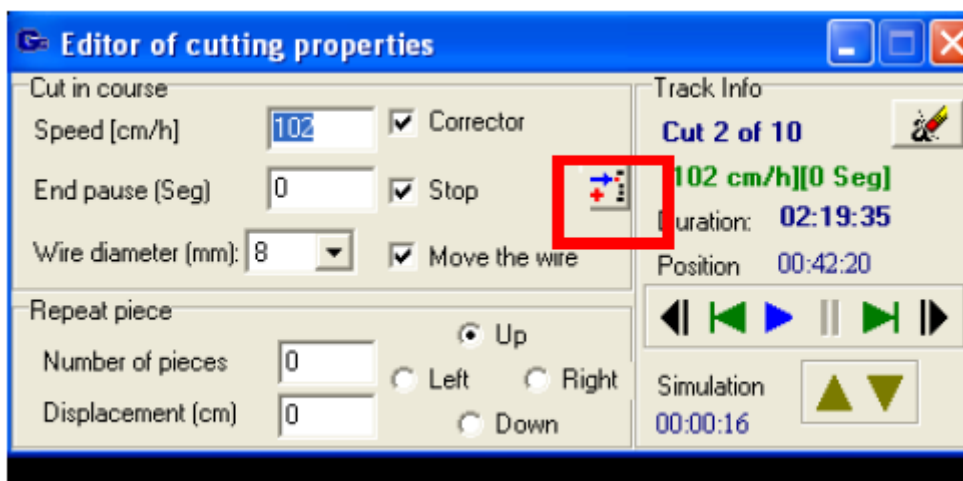 Editor of cutting properties
Cut in course
Speed [cm/h] 102 Corrector
End pause (Seg) 0 Stop
Wire diameter (mm): 8 Move the wire
Repeat piece
Number of pieces 0
Displacement (cm) 0
Up
Left Right
Down
Track Info
Cut 2 of 10
102 cm/h][0 Seg]
uration: 02:19:35
Position 00:42:20
Simulation
00:00:16